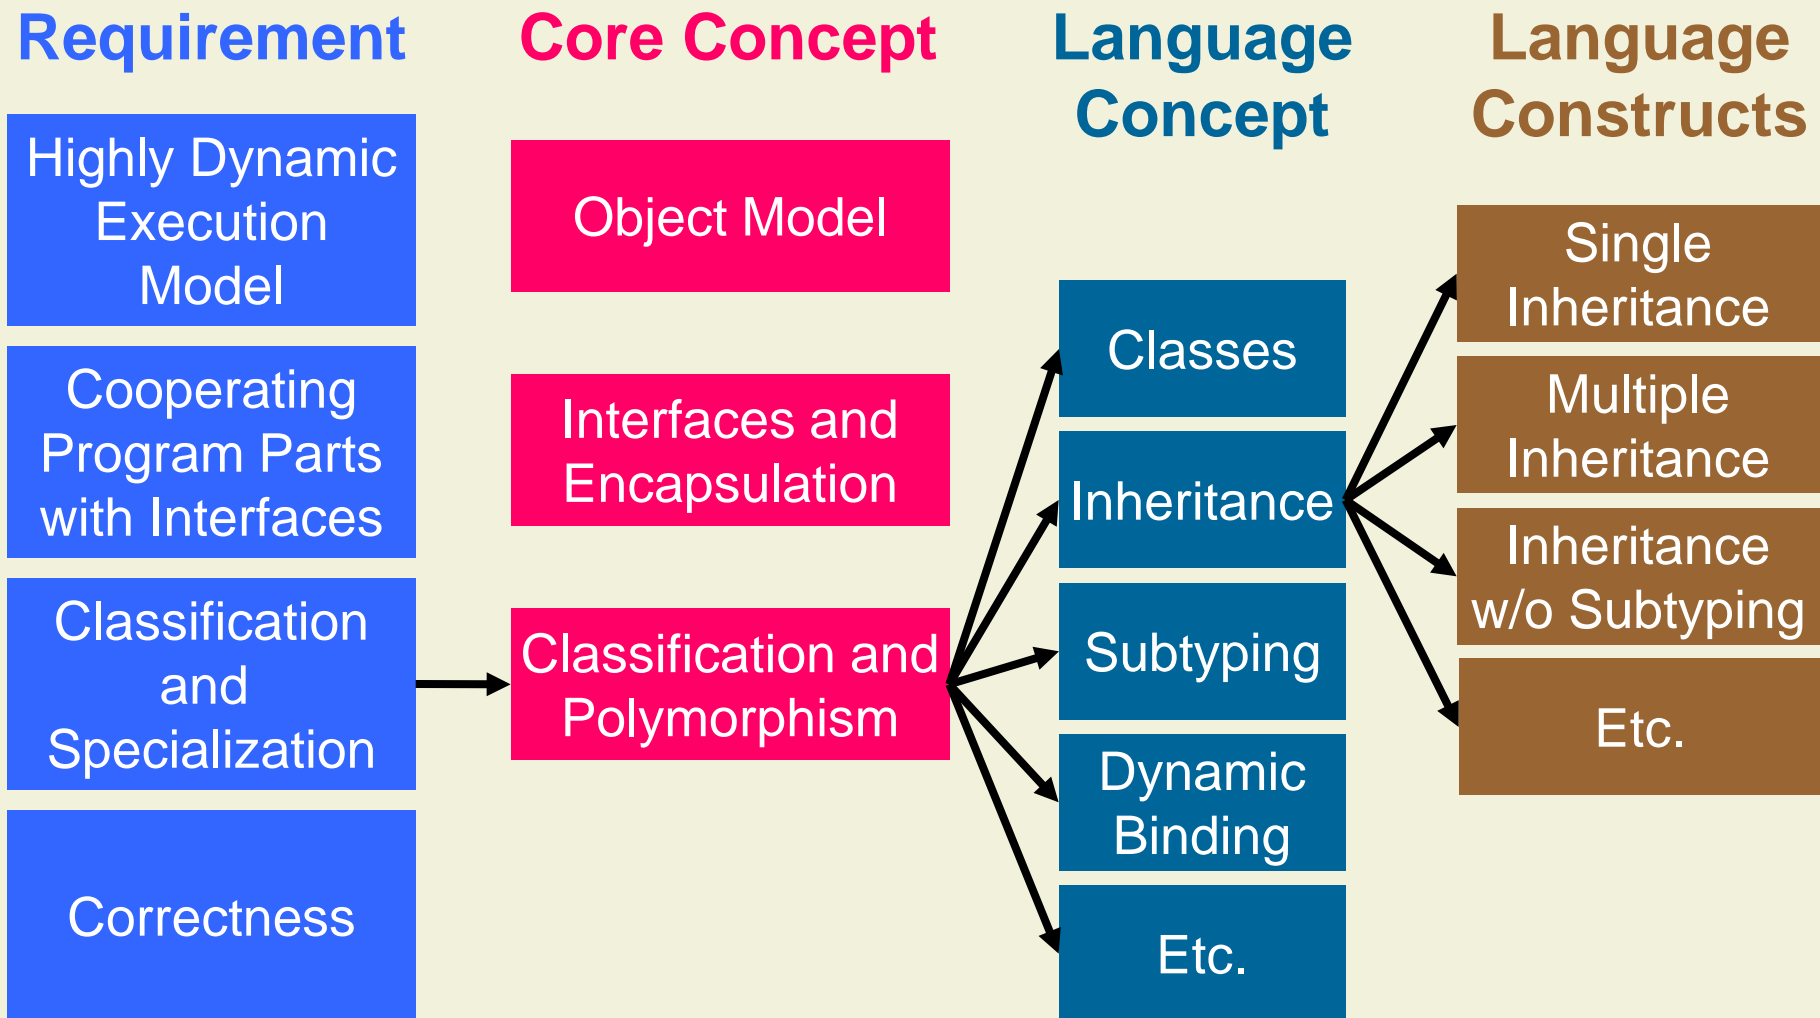 Requirement
Core Concept
Language
Concept
Language
Constructs
Highly Dynamic
Execution
Model
Cooperating
Program Parts
with Interfaces
Classification
and
Specialization
Correctness
Object Model
Interfaces and
Encapsulation
Classification and
Polymorphism
Classes
Inheritance
Subtyping
Dynamic
Binding
Etc.
Single
Inheritance
Multiple
Inheritance
Inheritance
w/o Subtyping
Etc.